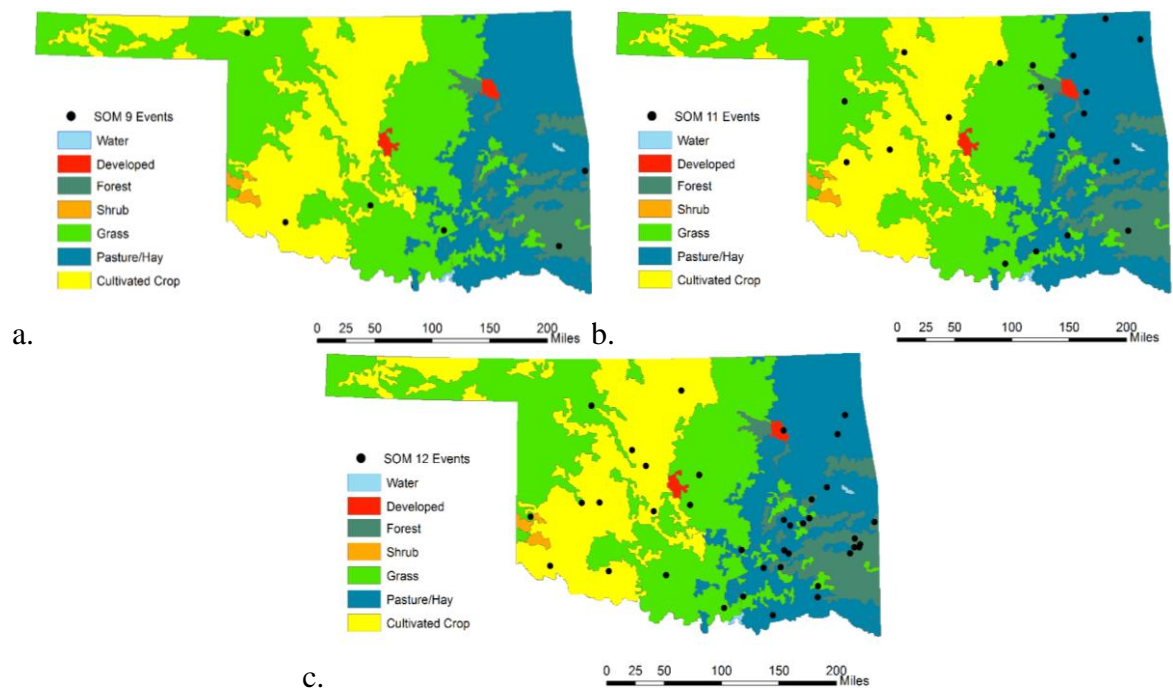 SOM 9 Events
Water
Developed
Forest
Shrub
Grass
Pasture/Hay
Cultivated Crop
a.
0 25 50 100 150 200
Miles
SOM 11 Events
Water
Developed
Forest
Shrub
Grass
Pasture/Hay
Cultivated Crop
b.
0 25 50 100 150 200
Miles
SOM 12 Events
Water
Developed
Forest
Shrub
Grass
Pasture/Hay
Cultivated Crop
c.
0 25 50 100 150 200
Miles